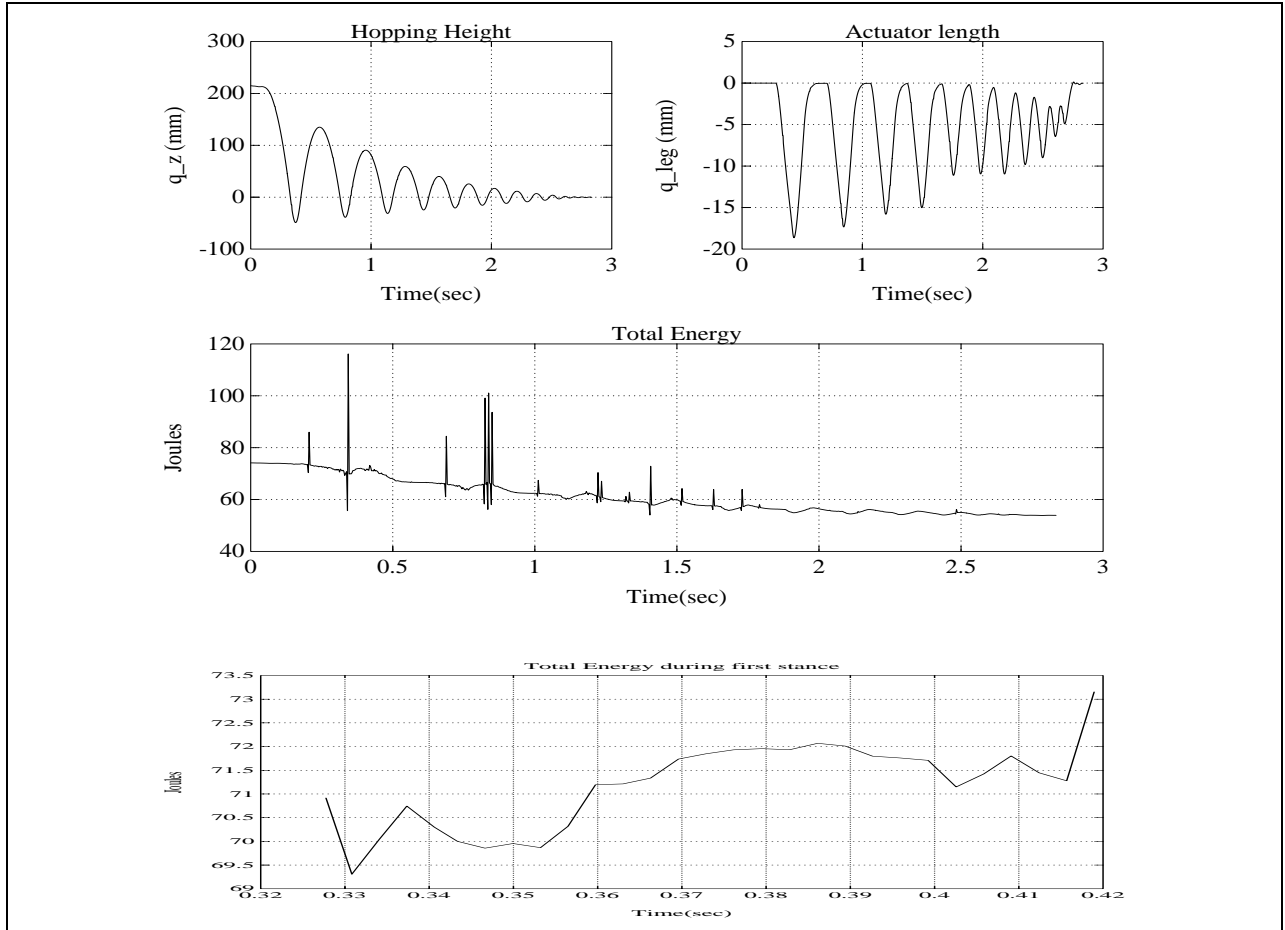 Hopping Height
300
200
100
0
-100
q_z (mm)
0 1 2 3
Time(sec)
Actuator length
5
0
-5
-10
-15
-20
q_leg (mm)
0 1 2 3
Time(sec)
Total Energy
120
100
80
60
40
Joules
0 0.5 1 1.5 2 2.5 3
Time(sec)
Total Energy during first stance
73.5
73
72.5
72
71.5
71
70.5
70
69.5
69
Joules
0.32 0.33 0.34 0.35 0.36 0.37 0.38 0.39 0.4 0.41 0.42
Time(sec)